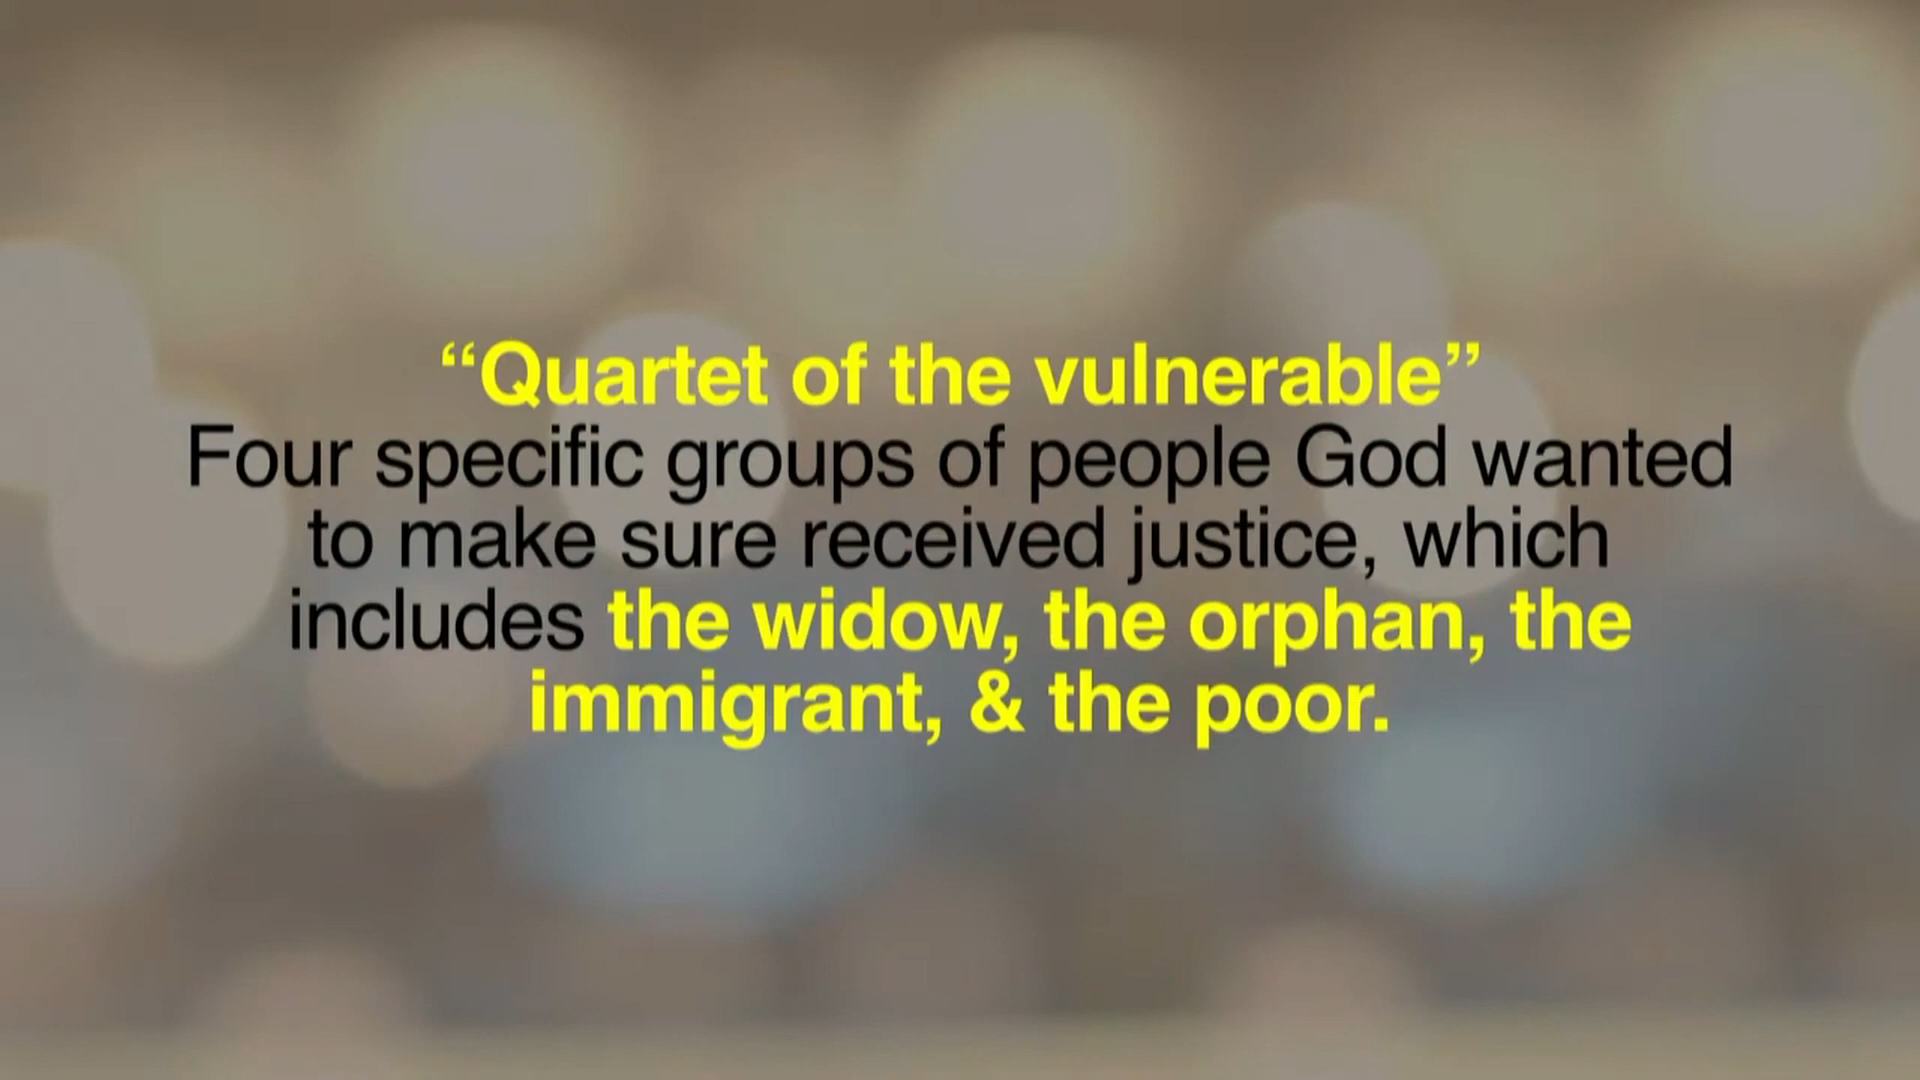 “Quartet of the vulnerable”
Four specific groups of people God wanted
to make sure received justice, which
includes the widow, the orphan, the
immigrant, & the poor.